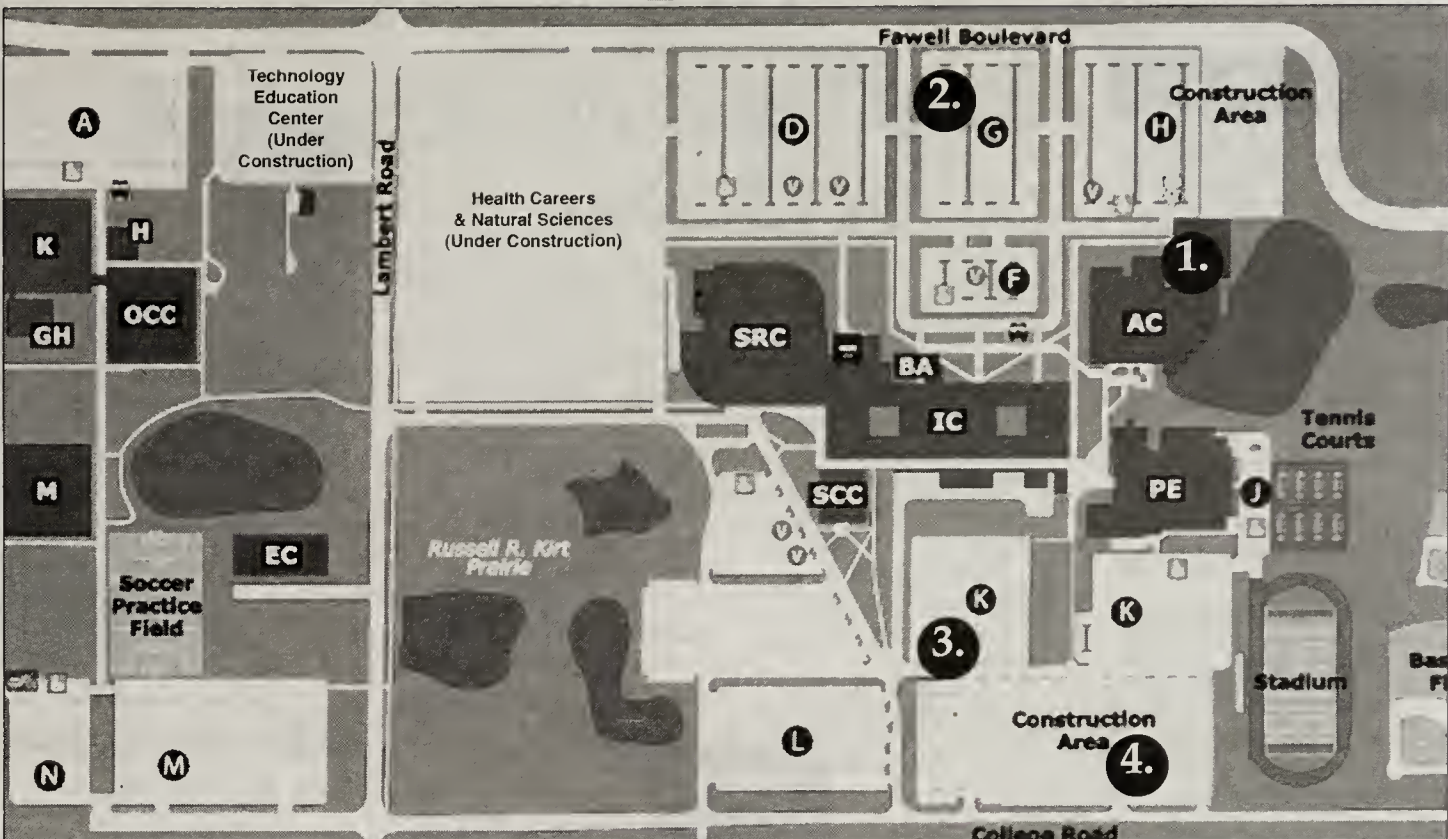 Fawell Boulevard
Technology
Education
Center
(Under
Construction)
A
2.
Construction
Area
D
G
H
Lambert Road
Health Careers
& Natural Sciences
(Under Construction)
V
V
V
K
H
1.
OCC
V
F
GH
SRC
AC
BA
IC
Tennis
Courts
M
SCC
PE
J
V
V
EC
Russell R. Kirt
Prairie
Soccer
Practice
Field
K
K
3.
Stadium
Construction
Area
L
4.
N
M
College Road